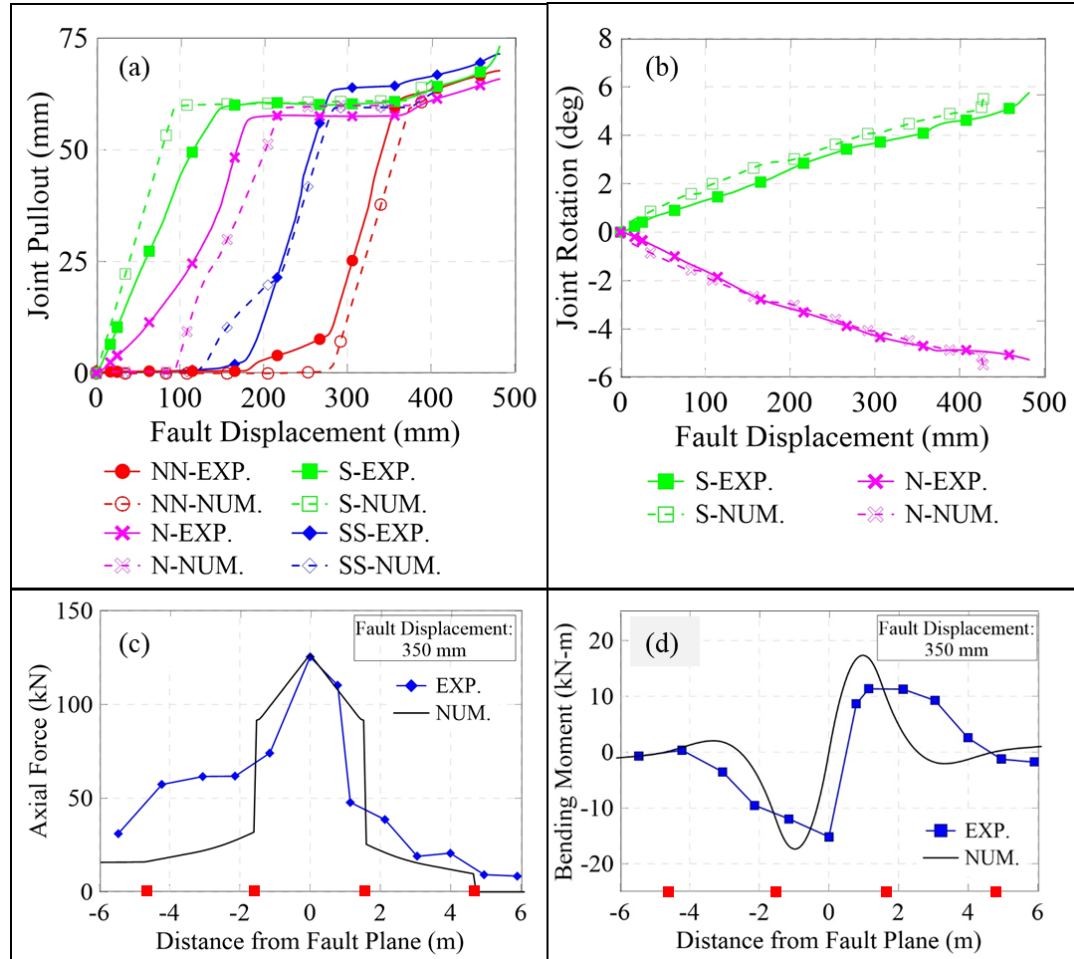 (a)
Joint Pullout (mm)
75
50
25
0
0 100 200 300 400 500
Fault Displacement (mm)
NN-EXP. S-EXP.
NN-NUM. S-NUM.
N-EXP. SS-EXP.
N-NUM. SS-NUM.
(b)
Joint Rotation (deg)
8
6
4
2
0
-2
-4
-6
0 100 200 300 400 500
Fault Displacement (mm)
S-EXP. N-EXP.
S-NUM. N-NUM.
(c)
Fault Displacement:
350 mm
EXP.
NUM.
Axial Force (kN)
150
100
50
0
-6 -4 -2 0 2 4 6
Distance from Fault Plane (m)
(d)
Fault Displacement:
350 mm
Bending Moment (kN-m)
20
10
0
-10
-20
EXP.
NUM.
-6 -4 -2 0 2 4 6
Distance from Fault Plane (m)